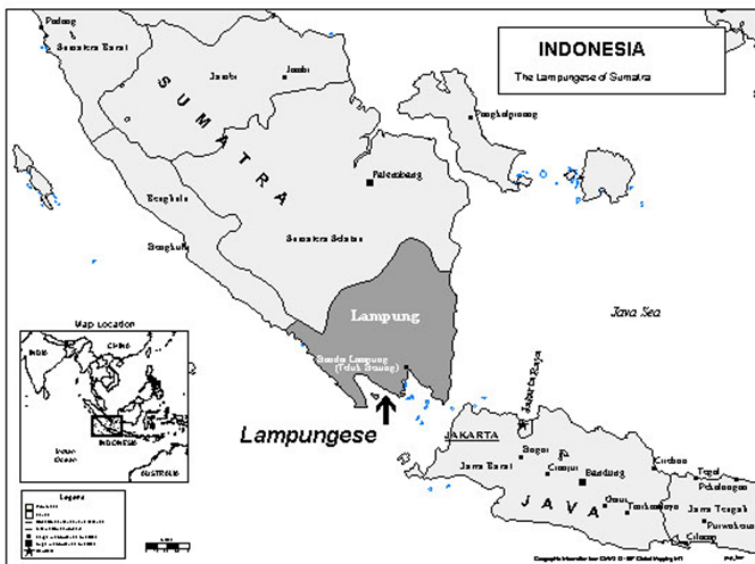 INDONESIA
The Lampungese of Sumatra
Padang
Sumatera Barat
Jambi
Jambi
SUMATRA
Pangkalpinang
Palembang
Bengkulu
Bengkulu
Sumatera Selatan
Lampung
Bandar Lampung
(Teluk Betung)
Lampungese
Java Sea
Jakarta Raya
JAKARTA
Bogor
Jawa Barat
Cianjur
Bandung
Cirebon
Tegal
Pekalongan
Garut
Tasikmalaya
Jawa Tengah
Purwokerto
Cilacap
JAVA
Map Location
INDIA
CHINA
INDONESIA
Indian
Ocean
AUSTRALIA
Legend